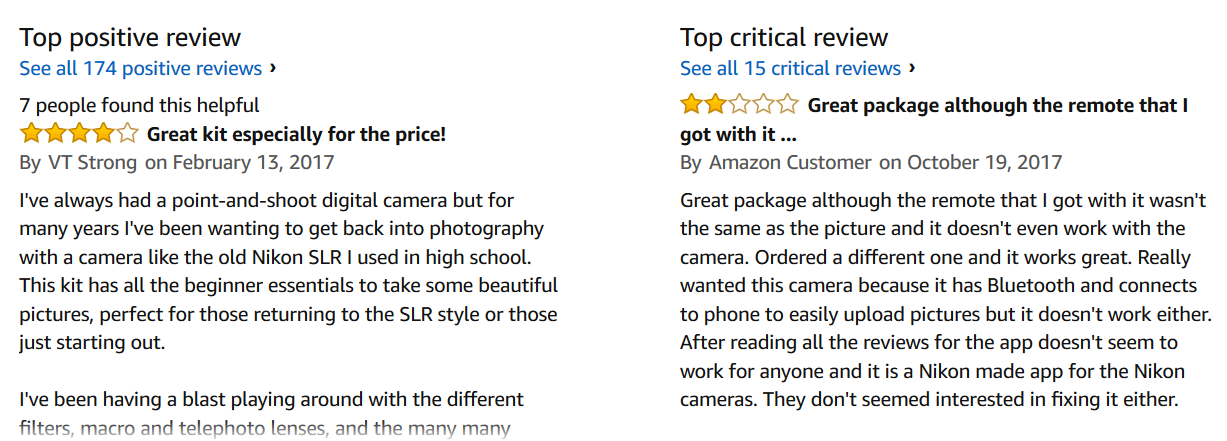 Top positive review
See all 174 positive reviews ›
7 people found this helpful
Great kit especially for the price!
By VT Strong on February 13, 2017
I've always had a point-and-shoot digital camera but for
many years I've been wanting to get back into photography
with a camera like the old Nikon SLR I used in high school.
This kit has all the beginner essentials to take some beautiful
pictures, perfect for those returning to the SLR style or those
just starting out.
I've been having a blast playing around with the different
filters, macro and telephoto lenses, and the many many
Top critical review
See all 15 critical reviews ›
Great package although the remote that I
got with it ...
By Amazon Customer on October 19, 2017
Great package although the remote that I got with it wasn't
the same as the picture and it doesn't even work with the
camera. Ordered a different one and it works great. Really
wanted this camera because it has Bluetooth and connects
to phone to easily upload pictures but it doesn't work either.
After reading all the reviews for the app doesn't seem to
work for anyone and it is a Nikon made app for the Nikon
cameras. They don't seemed interested in fixing it either.